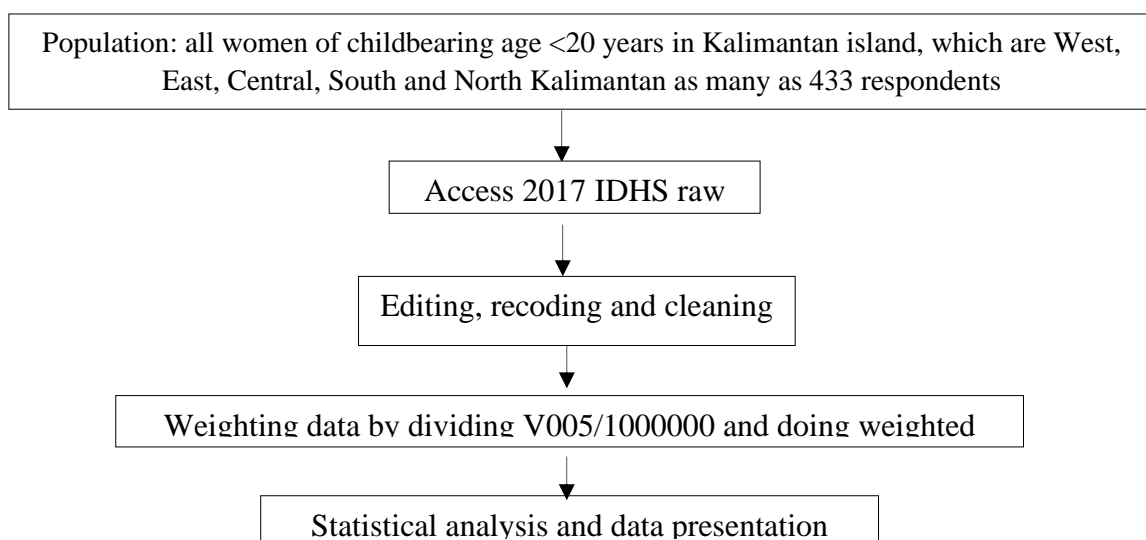 Population: all women of childbearing age <20 years in Kalimantan island, which are West,
East, Central, South and North Kalimantan as many as 433 respondents
Access 2017 IDHS raw
Editing, recoding and cleaning
Weighting data by dividing V005/1000000 and doing weighted
Statistical analysis and data presentation